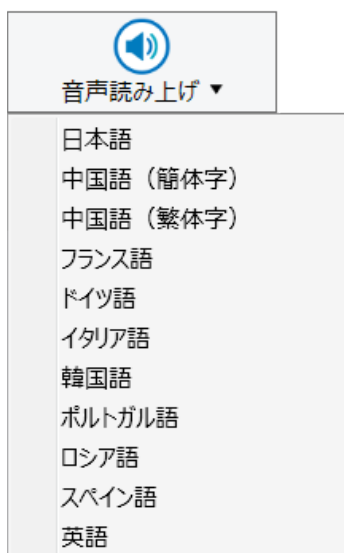 音声読み上げ ▼
日本語
中国語（簡体字）
中国語（繁体字）
フランス語
ドイツ語
イタリア語
韓国語
ポルトガル語
ロシア語
スペイン語
英語